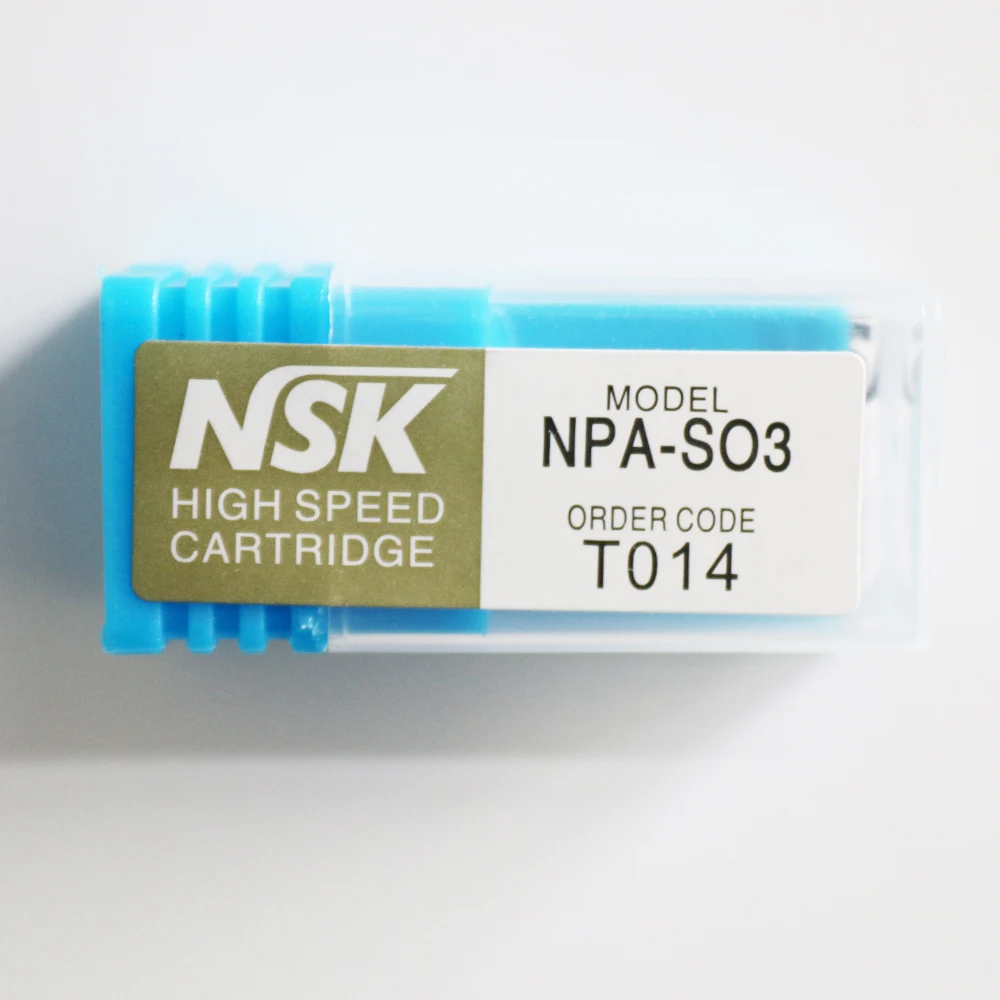 NSK
HIGH SPEED
CARTRIDGE
MODEL
NPA-SO3
ORDER CODE
T014